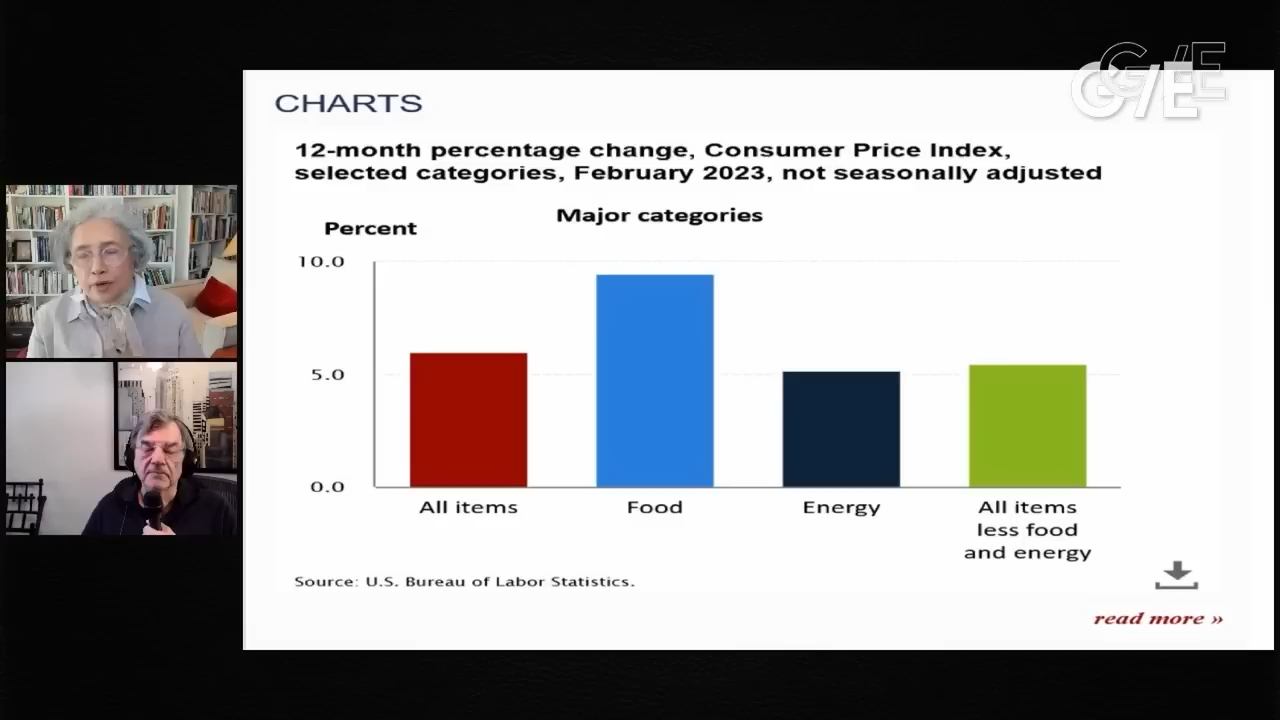 G/E
CHARTS
12-month percentage change, Consumer Price Index,
selected categories, February 2023, not seasonally adjusted
Major categories
Percent
10.0
5.0
0.0
All items
Food
Energy
All items
less food
and energy
Source: U.S. Bureau of Labor Statistics.
read more »